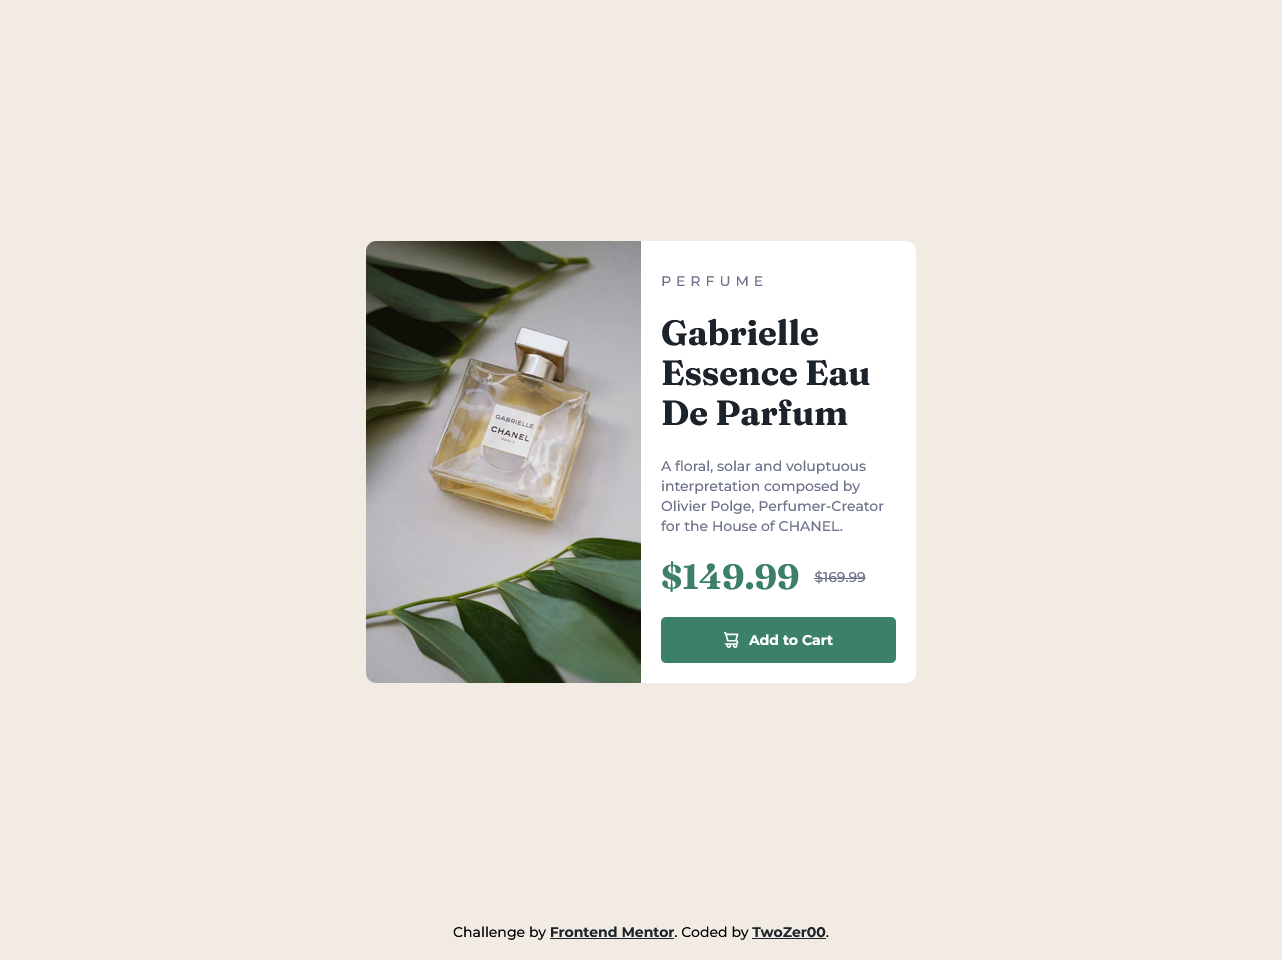 GABRIELLE
CHANEL
PARIS
PERFUME
Gabrielle
Essence Eau
De Parfum
A floral, solar and voluptuous
interpretation composed by
Olivier Polge, Perfumer-Creator
for the House of CHANEL.
$149.99 $169.99
Add to Cart
Challenge by Frontend Mentor. Coded by TwoZer00.